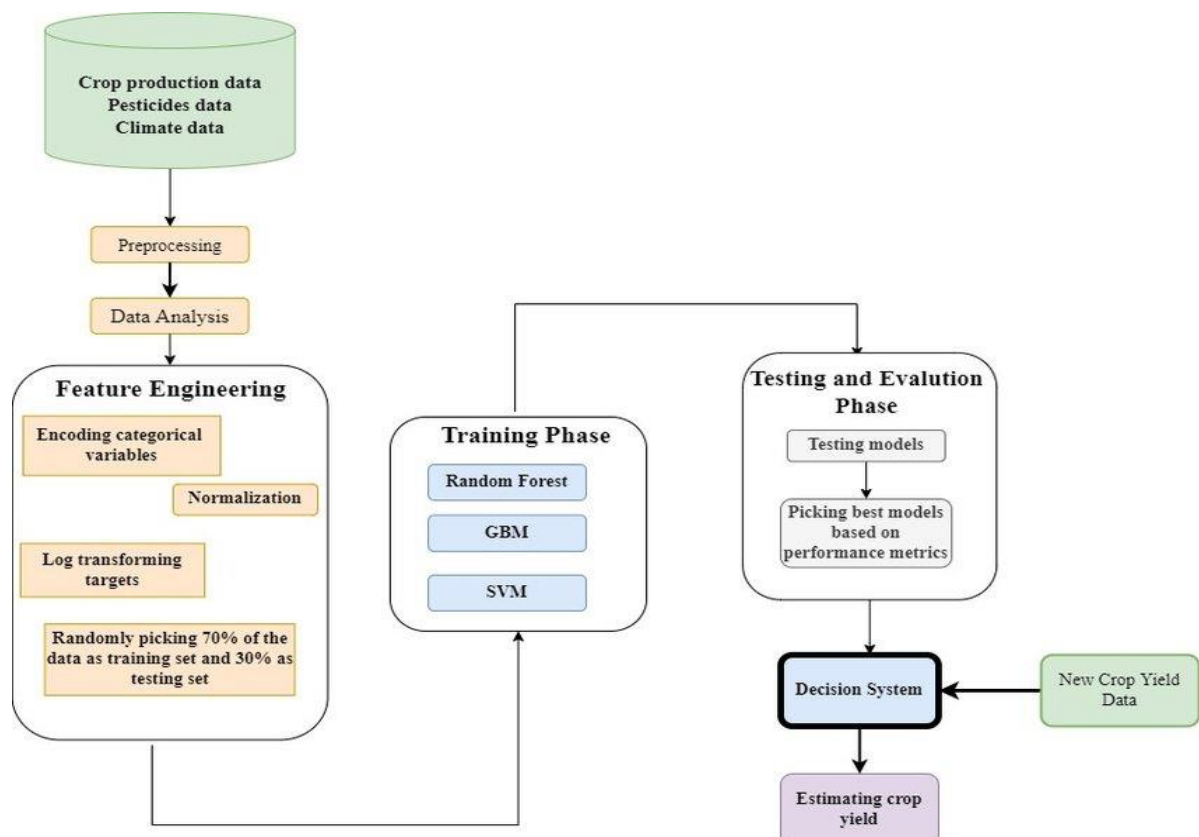 Crop production data
Pesticides data
Climate data
Preprocessing
Data Analysis
Feature Engineering
Encoding categorical
variables
Normalization
Log transforming
targets
Randomly picking 70% of the
data as training set and 30% as
testing set
Training Phase
Random Forest
GBM
SVM
Testing and Evalution
Phase
Testing models
Picking best models
based on
performance metrics
Decision System
New Crop Yield
Data
Estimating crop
yield